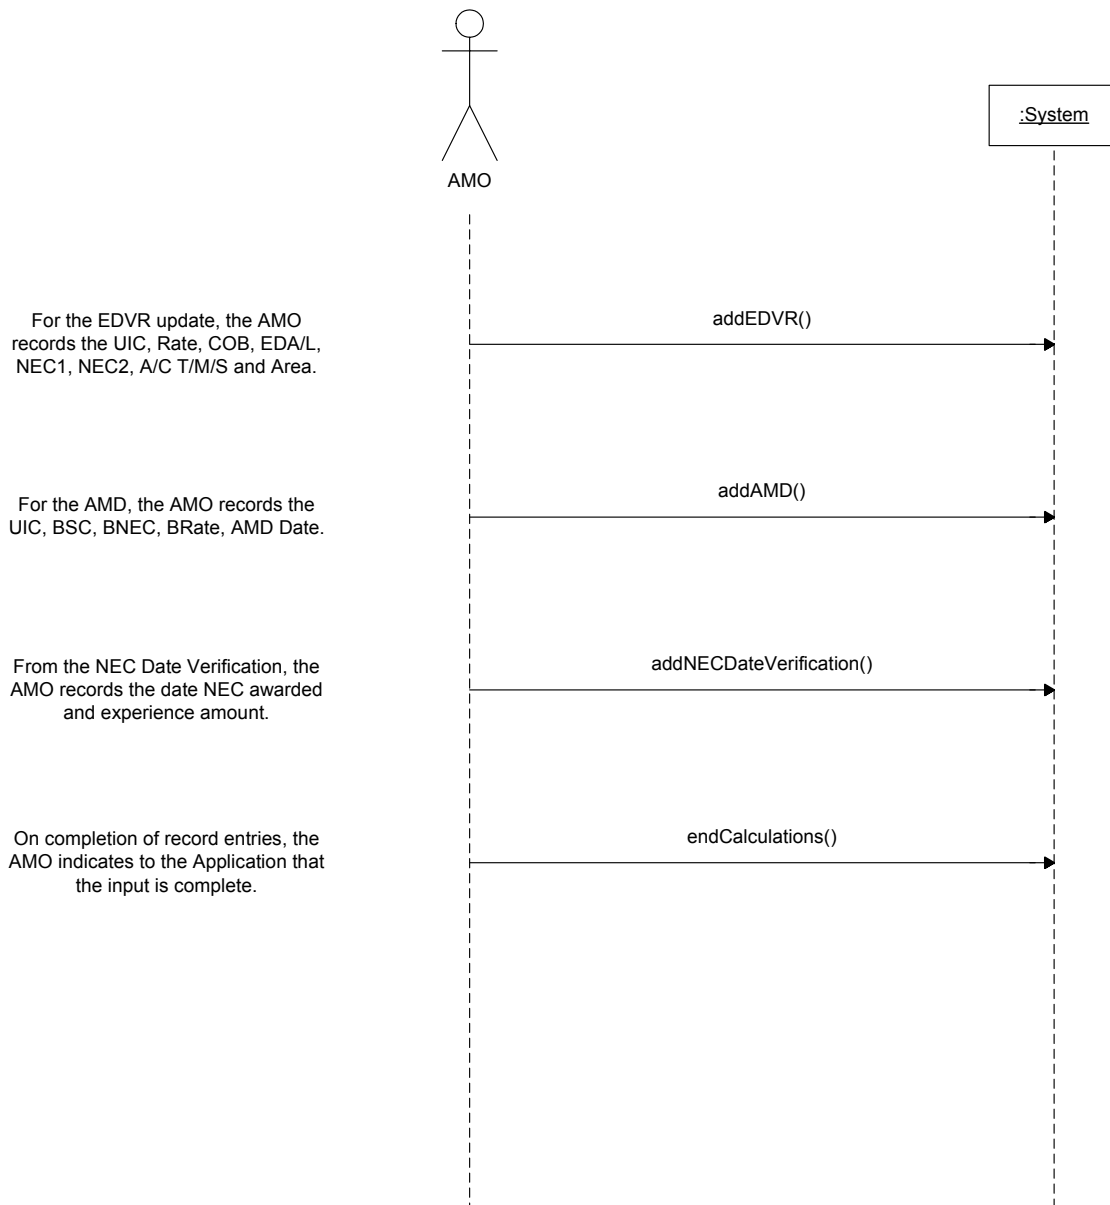 :System
AMO
For the EDVR update, the AMO
records the UIC, Rate, COB, EDA/L,
NEC1, NEC2, A/C T/M/S and Area.
addEDVR()
For the AMD, the AMO records the
UIC, BSC, BNEC, BRate, AMD Date.
addAMD()
From the NEC Date Verification, the
AMO records the date NEC awarded
and experience amount.
addNECDateVerification()
On completion of record entries, the
AMO indicates to the Application that
the input is complete.
endCalculations()